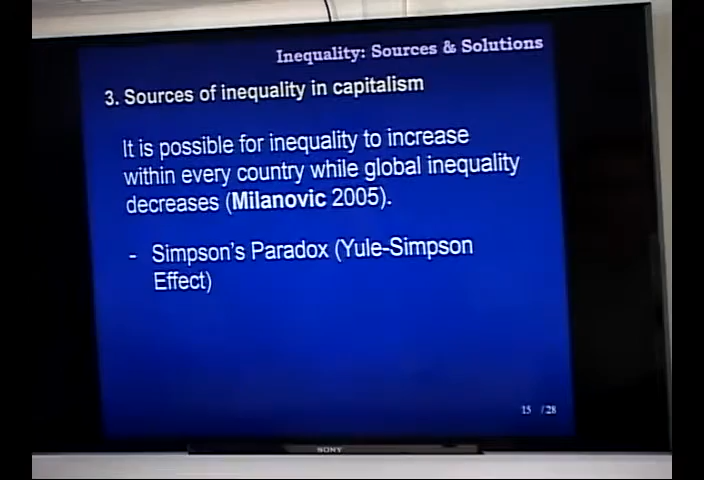 Inequality: Sources & Solutions
3. Sources of inequality in capitalism
It is possible for inequality to increase
within every country while global inequality
decreases (Milanovic 2005).
- Simpson's Paradox (Yule-Simpson
Effect)
15 /28
SONY